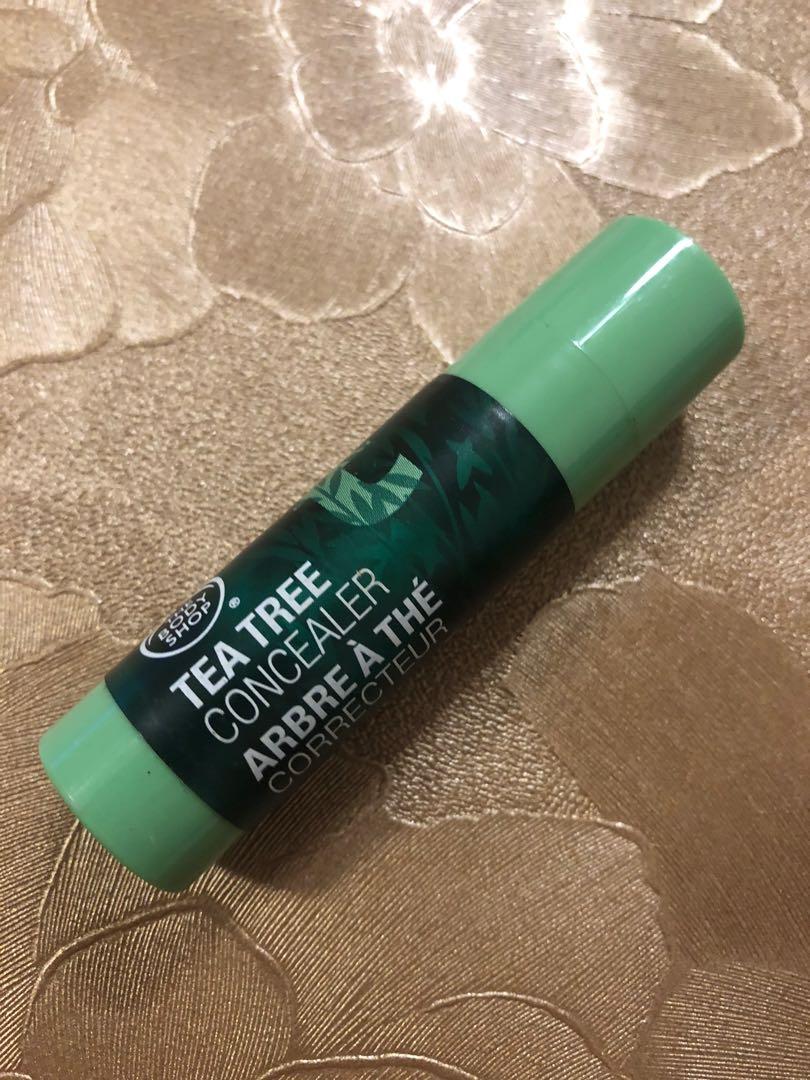 THE
BODY
SHOP®
TEA TREE
CONCEALER
ARBRE À THÉ
CORRECTEUR